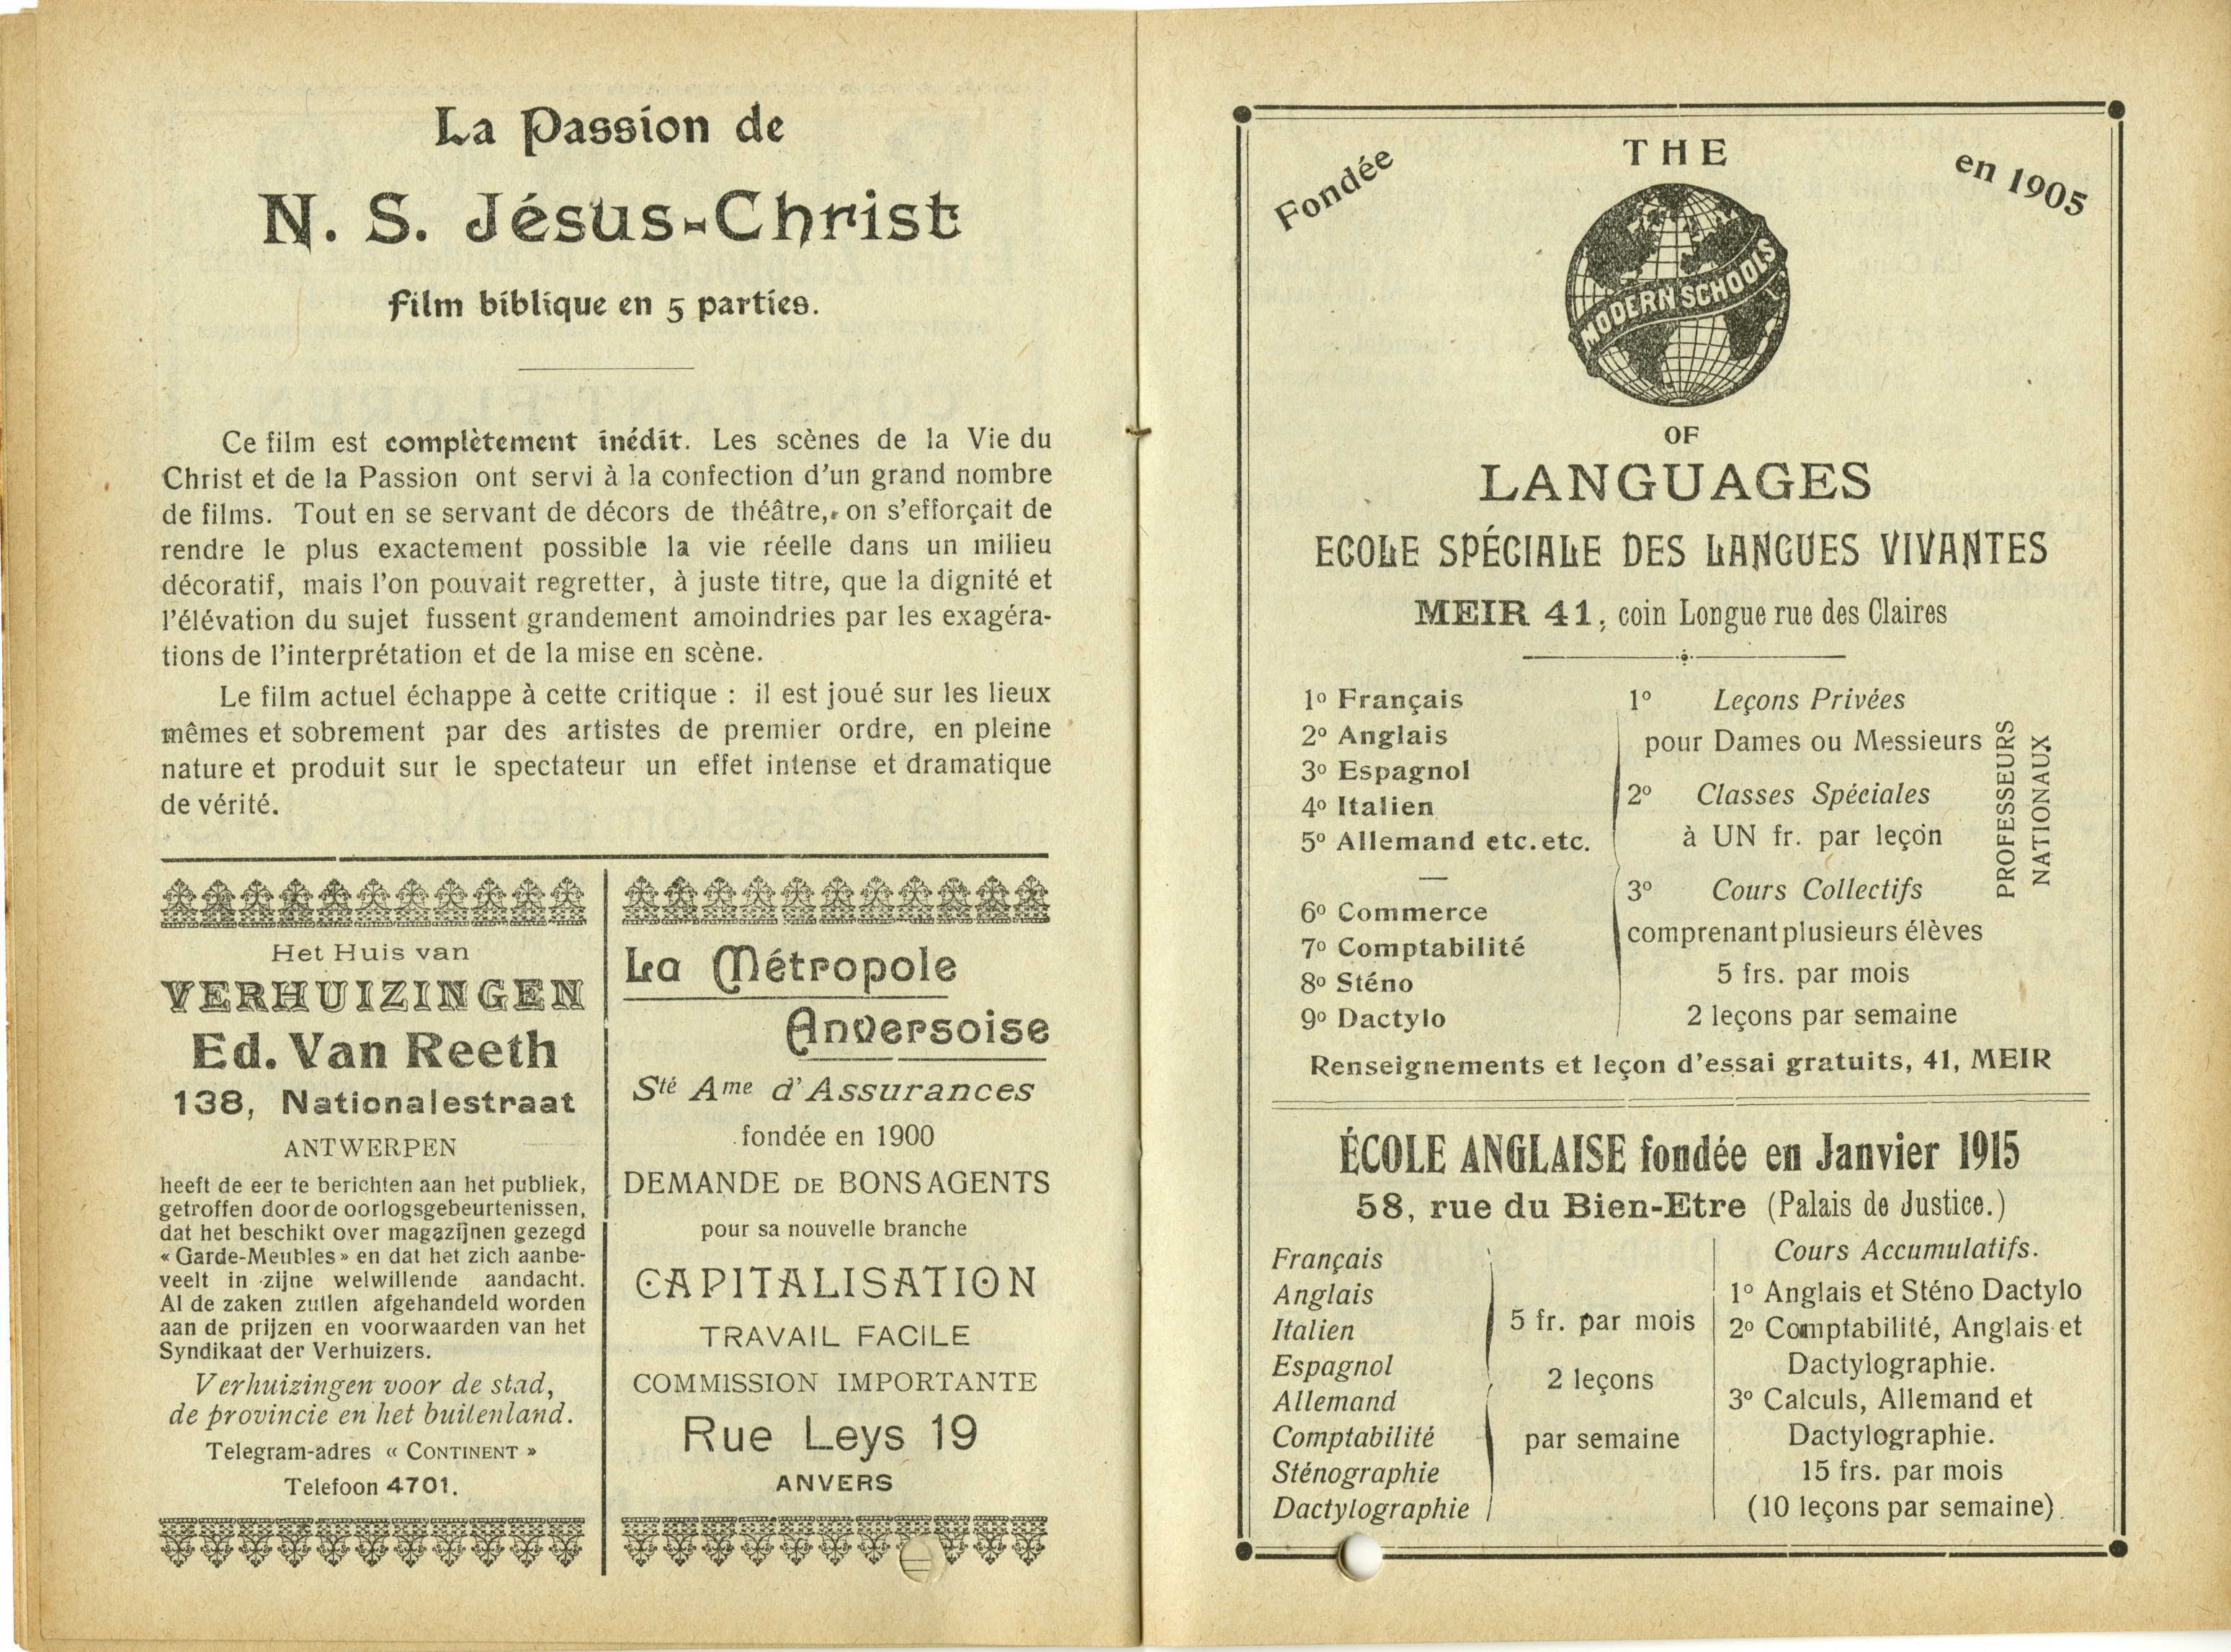 La Passion de
N. S. Jésus-Christ
Film biblique en 5 parties.
Ce film est complètement inédit. Les scènes de la Vie du
Christ et de la Passion ont servi à la confection d'un grand nombre
de films. Tout en se servant de décors de théâtre, on s'efforçait de
rendre le plus exactement possible la vie réelle dans un milieu
décoratif, mais l'on pouvait regretter, à juste titre, que la dignité et
l'élévation du sujet fussent grandement amoindries par les exagéra-
tions de l'interprétation et de la mise en scène.
Le film actuel échappe à cette critique : il est joué sur les lieux
mêmes et sobrement par des artistes de premier ordre, en pleine
nature et produit sur le spectateur un effet intense et dramatique
de vérité.
Het Huis van
VERHUIZINGEN
Ed. Van Reeth
138, Nationalestraat
ANTWERPEN
heeft de eer te berichten aan het publiek,
getroffen door de oorlogsgebeurtenissen,
dat het beschikt over magazijnen gezegd
« Garde-Meubles » en dat het zich aanbe-
veelt in zijne welwillende aandacht.
Al de zaken zullen afgehandeld worden
aan de prijzen en voorwaarden van het
Syndikaat der Verhuizers.
Verhuizingen voor de stad,
de provincie en het buitenland.
Telegram-adres « CONTINENT »
Telefoon 4701.
La Métropole
Anversoise
Sté Ame d'Assurances
fondée en 1900
DEMANDE DE BONS AGENTS
pour sa nouvelle branche
CAPITALISATION
TRAVAIL FACILE
COMMISSION IMPORTANTE
Rue Leys 19
ANVERS
Fondée
THE
en 1905
MODERN SCHOOLS
OF
LANGUAGES
ECOLE SPÉCIALE DES LANGUES VIVANTES
MEIR 41, coin Longue rue des Claires
1º Français
2º Anglais
3º Espagnol
4º Italien
5º Allemand etc. etc.
6º Commerce
7º Comptabilité
8º Sténo
9º Dactylo
1º Leçons Privées
pour Dames ou Messieurs
2º Classes Spéciales
à UN fr. par leçon
3º Cours Collectifs
comprenant plusieurs élèves
5 frs. par mois
2 leçons par semaine
PROFESSEURS
NATIONAUX
Renseignements et leçon d'essai gratuits, 41, MEIR
ÉCOLE ANGLAISE fondée en Janvier 1915
58, rue du Bien-Etre (Palais de Justice.)
Français
Anglais
Italien
Espagnol
Allemand
Comptabilité
Sténographie
Dactylographie
5 fr. par mois
2 leçons
par semaine
Cours Accumulatifs.
1º Anglais et Sténo Dactylo
2º Comptabilité, Anglais et
Dactylographie.
3º Calculs, Allemand et
Dactylographie.
15 frs. par mois
(10 leçons par semaine).